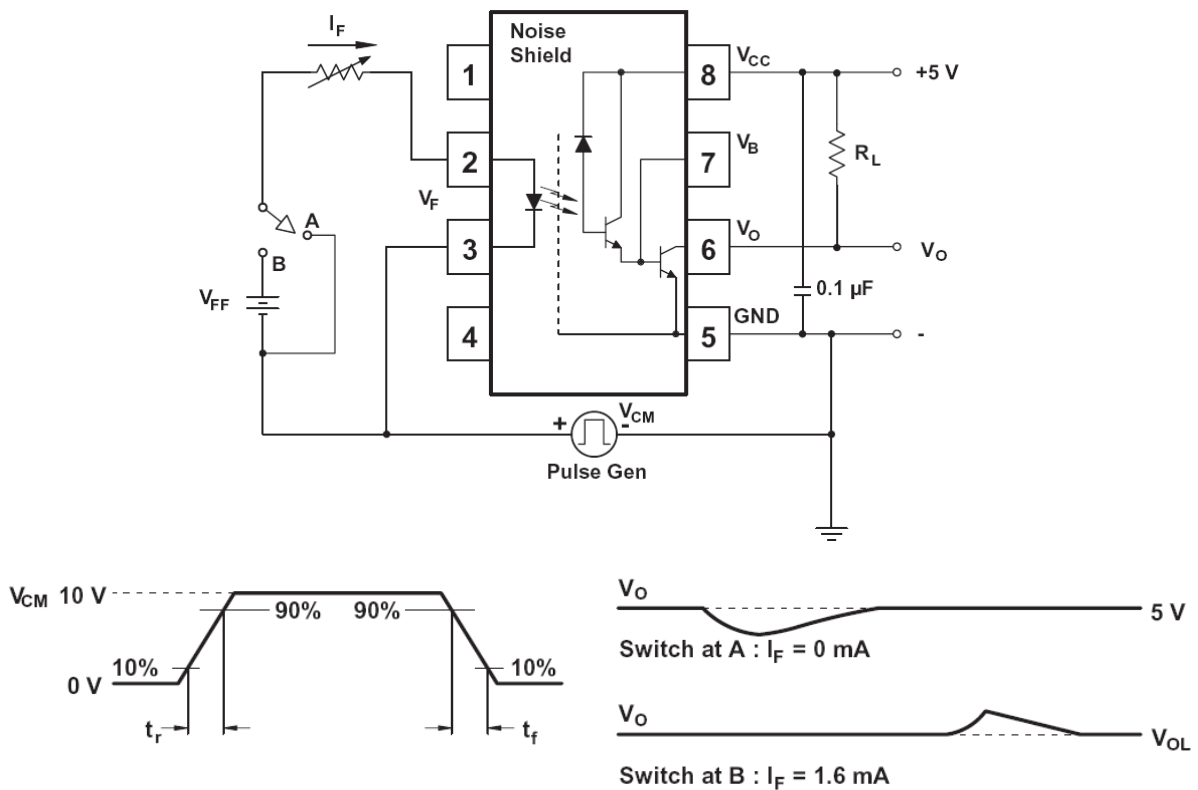 I_F
Noise
Shield
1
8
V_CC
+5 V
2
7
V_B
R_L
V_F
A
3
6
V_O
V_O
B
V_FF
0.1 µF
4
5
GND
-
+
V_CM
-
Pulse Gen
V_CM 10 V
90%
90%
10%
10%
0 V
t_r
t_f
V_O
5 V
Switch at A : I_F = 0 mA
V_O
V_OL
Switch at B : I_F = 1.6 mA